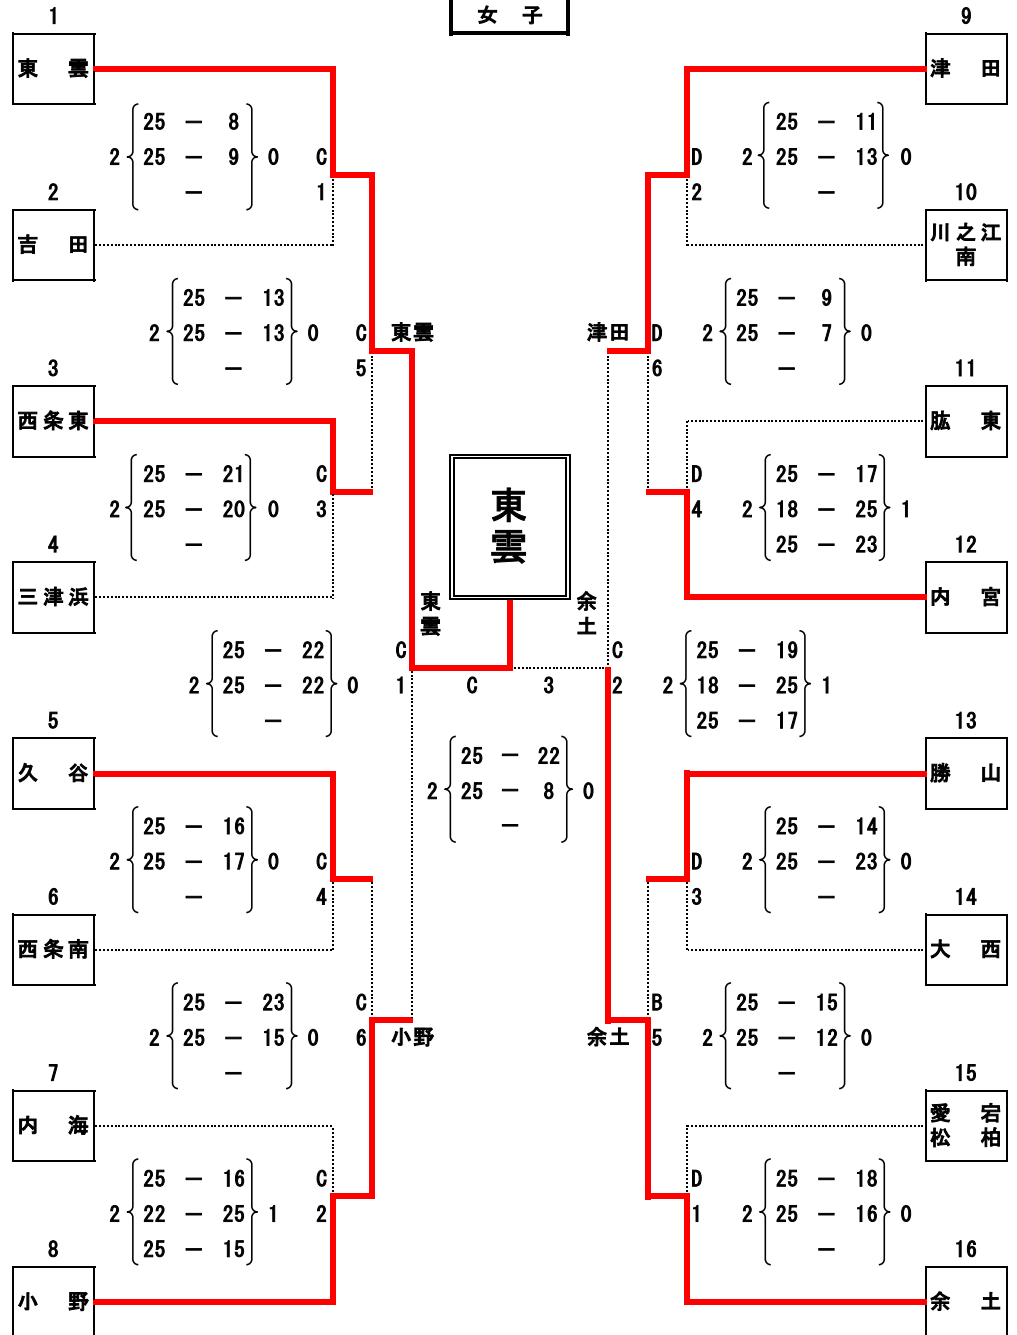 女 子
1
東 雲
9
津 田
25 ー 8
2 25 ー 9 0
ー
C
1
25 ー 11
2 25 ー 13 0
ー
D
2
2
吉 田
10
川之江
南
25 ー 13
2 25 ー 13 0
ー
C
5
東雲
津田
D
6
25 ー 9
2 25 ー 7 0
ー
3
西条東
11
肱 東
25 ー 21
2 25 ー 20 0
ー
C
3
D
4
25 ー 17
2 18 ー 25 1
25 ー 23
東
雲
4
三津浜
12
内 宮
東
雲
余
土
25 ー 22
2 25 ー 22 0
ー
C
1
C 3
C
2
25 ー 19
2 18 ー 25 1
25 ー 17
5
久 谷
13
勝 山
25 ー 22
2 25 ー 8 0
ー
25 ー 16
2 25 ー 17 0
ー
C
4
D
3
25 ー 14
2 25 ー 23 0
ー
6
西条南
14
大 西
25 ー 23
2 25 ー 15 0
ー
C
6
小野
余土
B
5
25 ー 15
2 25 ー 12 0
ー
7
内 海
15
愛 宕
松 柏
25 ー 16
2 22 ー 25 1
25 ー 15
C
2
D
1
25 ー 18
2 25 ー 16 0
ー
8
小 野
16
余 土